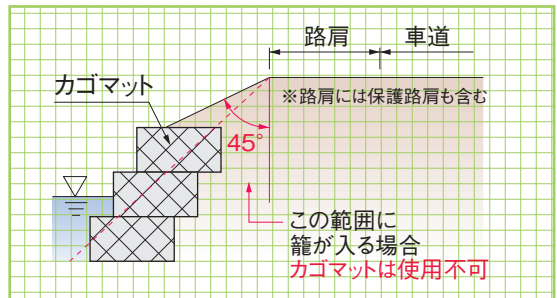 路肩
車道
カゴマット
※路肩には保護路肩も含む
45°
この範囲に
籠が入る場合
カゴマットは使用不可